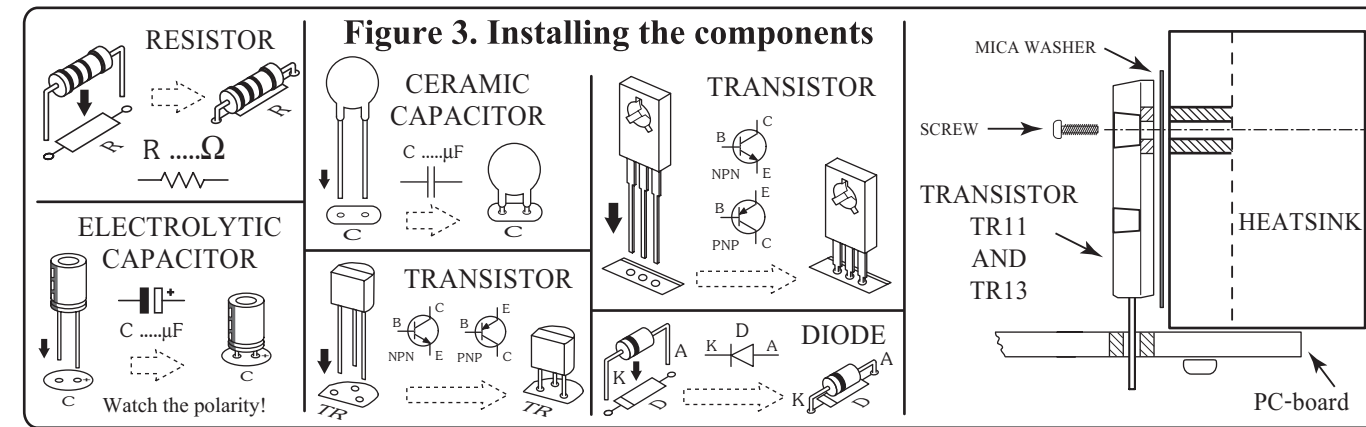 Figure 3. Installing the components
RESISTOR
R
R
R .....Ω
ELECTROLYTIC
CAPACITOR
+
C .....µF
+
C
+
C
Watch the polarity!
CERAMIC
CAPACITOR
C .....µF
C
C
TRANSISTOR
C
B
E
NPN
E
B
C
PNP
TR
TR
TRANSISTOR
C
B
E
NPN
E
B
C
PNP
DIODE
D
K
A
A
K
D
A
K
D
MICA WASHER
SCREW
TRANSISTOR
TR11
AND
TR13
HEATSINK
PC-board